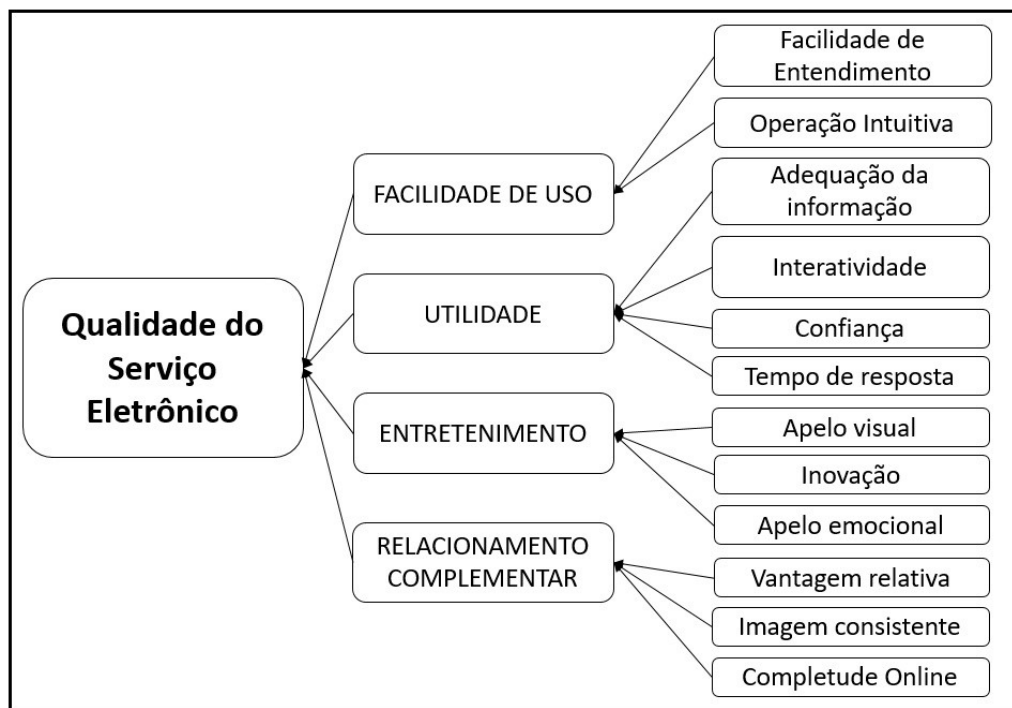 Qualidade do
Serviço
Eletrônico
FACILIDADE DE USO
UTILIDADE
ENTRETENIMENTO
RELACIONAMENTO
COMPLEMENTAR
Facilidade de
Entendimento
Operação Intuitiva
Adequação da
informação
Interatividade
Confiança
Tempo de resposta
Apelo visual
Inovação
Apelo emocional
Vantagem relativa
Imagem consistente
Completude Online